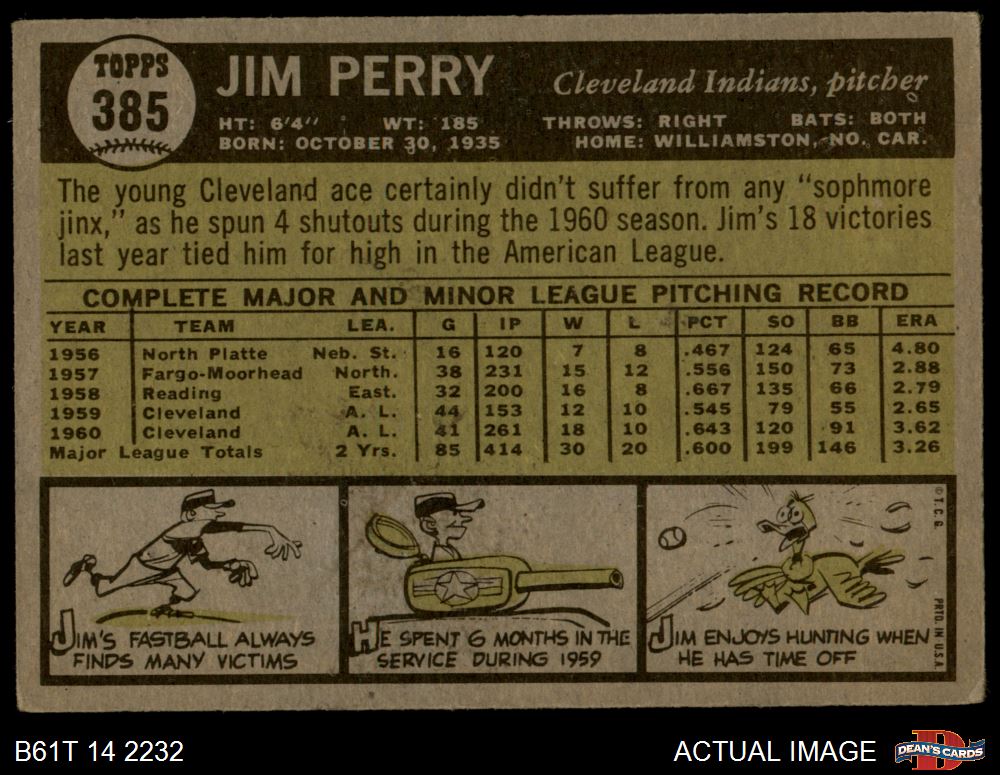 TOPPS
385
JIM PERRY
Cleveland Indians, pitcher
HT: 6'4" WT: 185 THROWS: RIGHT BATS: BOTH
BORN: OCTOBER 30, 1935 HOME: WILLIAMSTON, NO. CAR.
The young Cleveland ace certainly didn't suffer from any "sophmore
jinx," as he spun 4 shutouts during the 1960 season. Jim's 18 victories
last year tied him for high in the American League.
COMPLETE MAJOR AND MINOR LEAGUE PITCHING RECORD
YEAR TEAM LEA. G IP W L PCT SO BB ERA
1956 North Platte Neb. St. 16 120 7 8 .467 124 65 4.80
1957 Fargo-Moorhead North. 38 231 15 12 .556 150 73 2.88
1958 Reading East. 32 200 16 8 .667 135 66 2.79
1959 Cleveland A. L. 44 153 12 10 .545 79 55 2.65
1960 Cleveland A. L. 41 261 18 10 .643 120 91 3.62
Major League Totals 2 Yrs. 85 414 30 20 .600 199 146 3.26
JIM'S FASTBALL ALWAYS
FINDS MANY VICTIMS
HE SPENT 6 MONTHS IN THE
SERVICE DURING 1959
JIM ENJOYS HUNTING WHEN
HE HAS TIME OFF
© T. C. G.
PRTD. IN U.S.A.
B61T 14 2232
ACTUAL IMAGE
DEAN'S CARDS